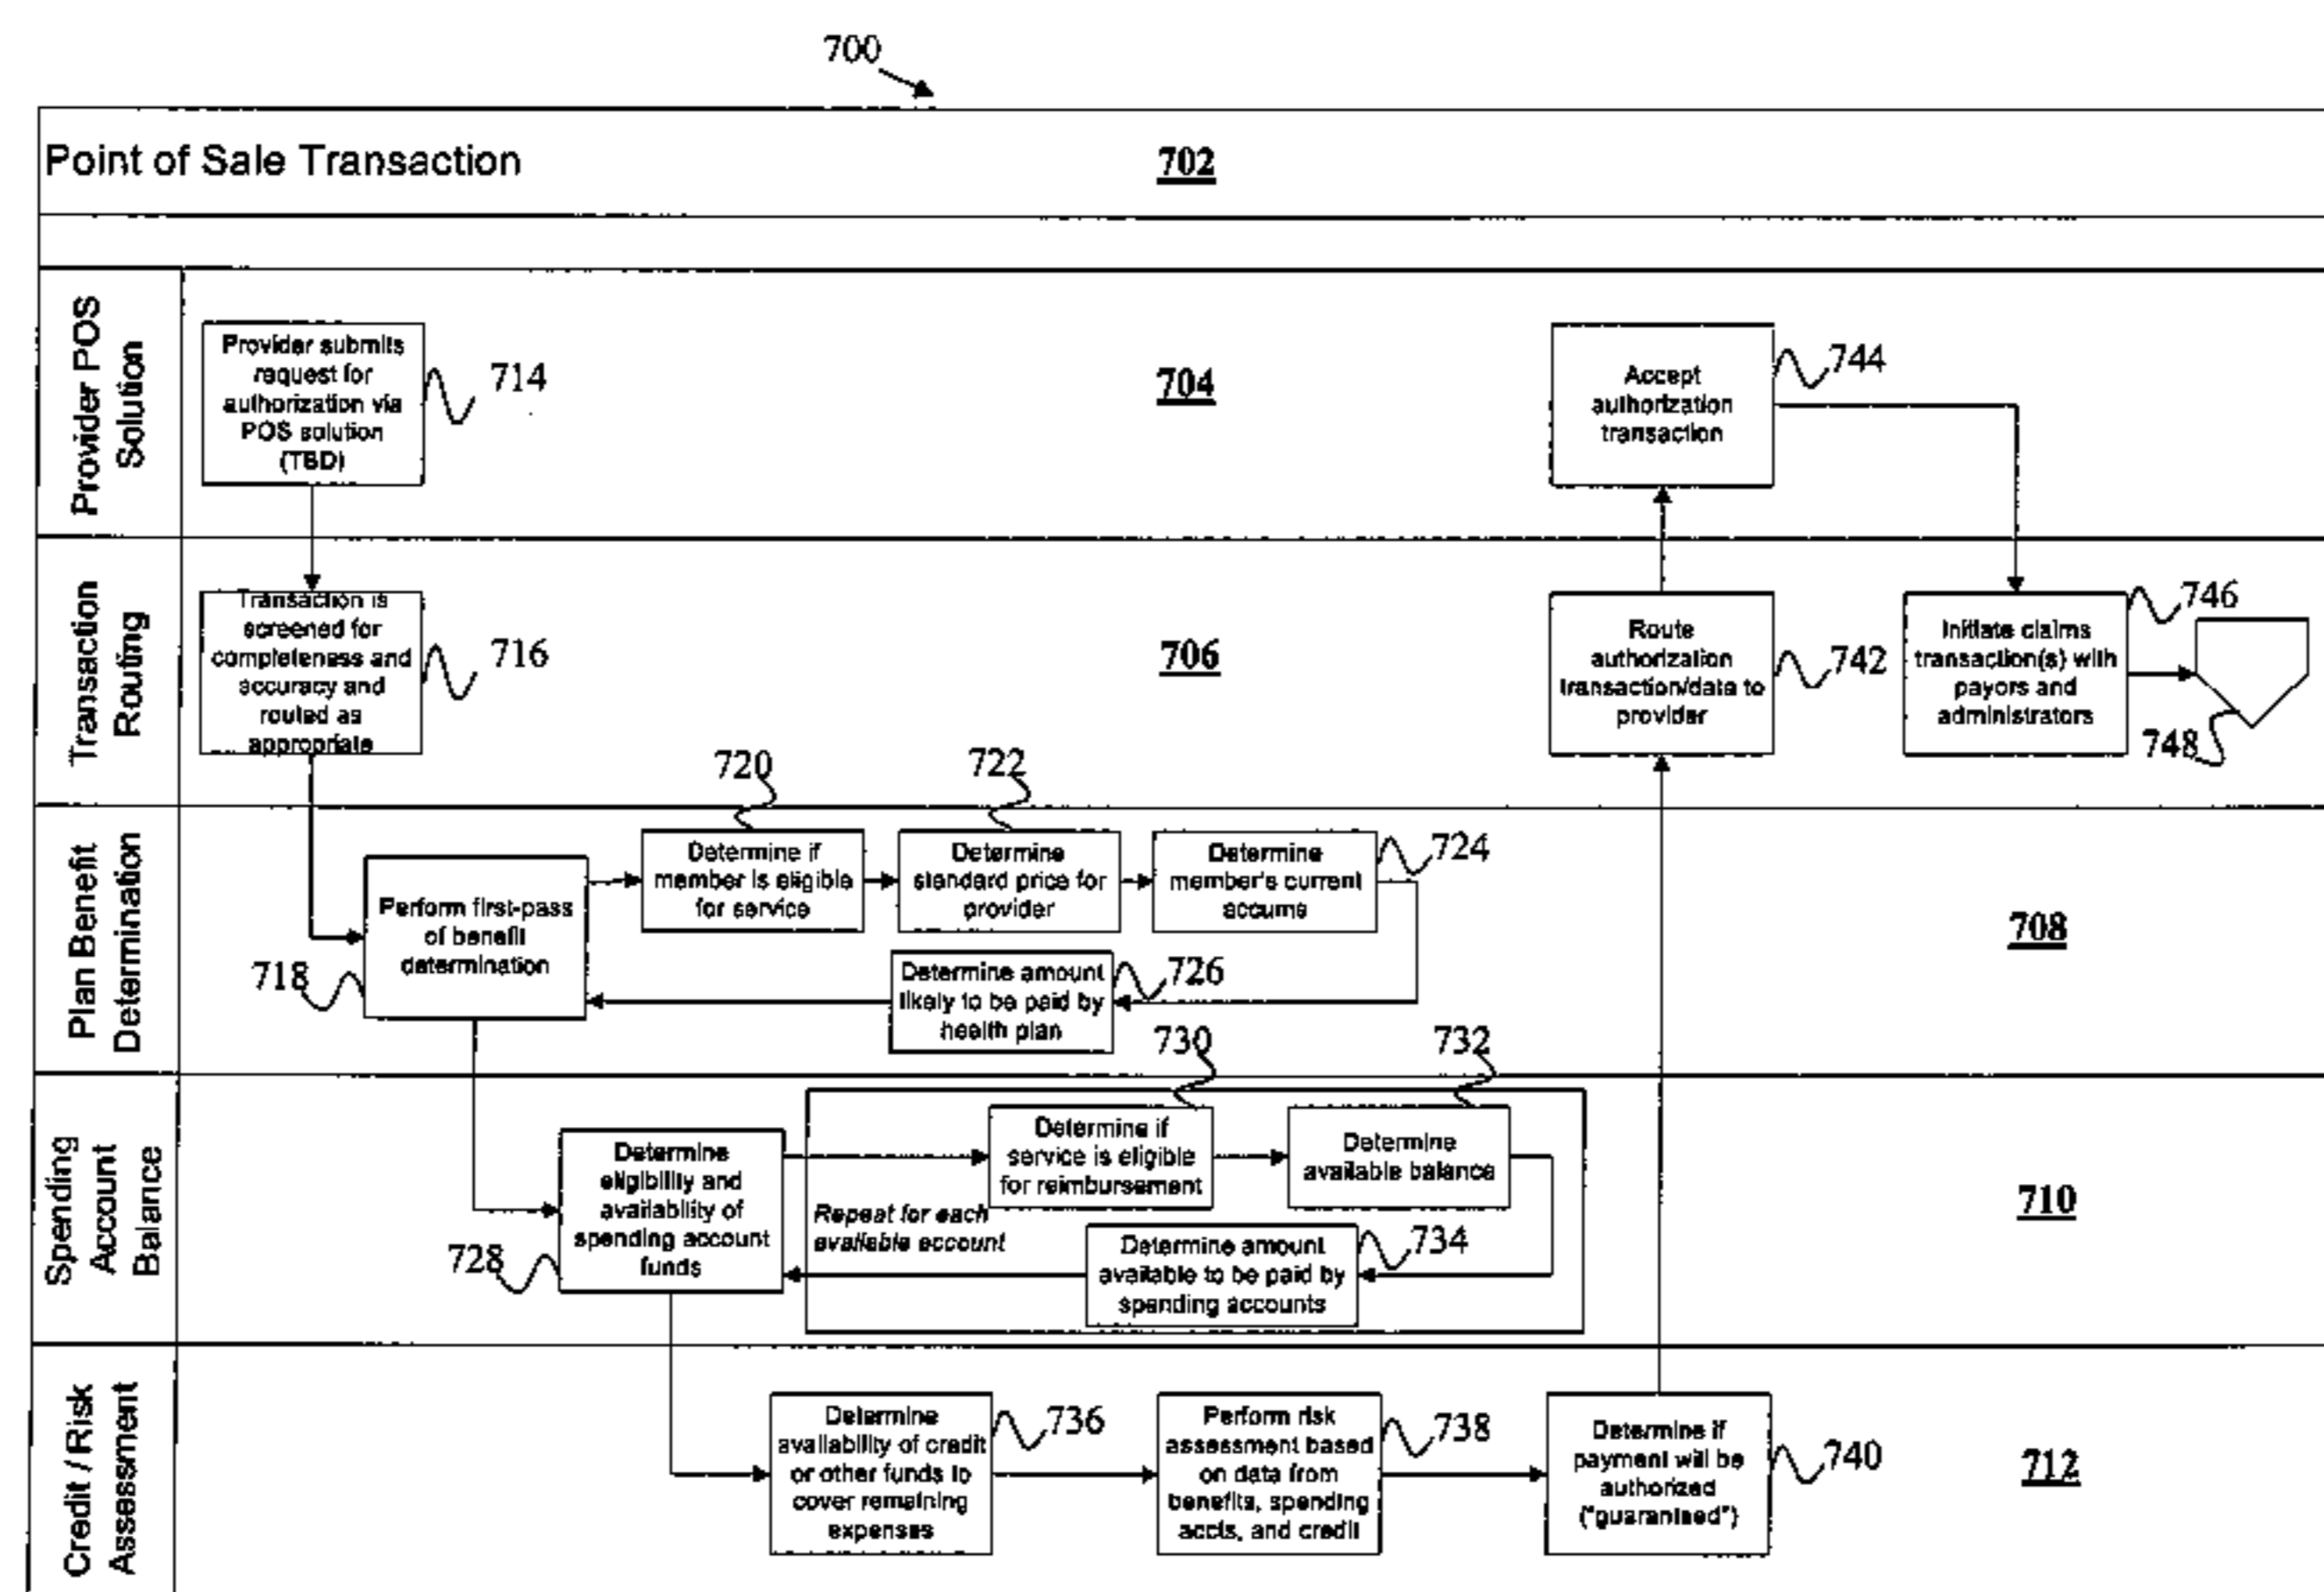 700
Point of Sale Transaction
702
Provider POS
Solution
Provider submits
request for
authorization via
POS solution
(TBD)
714
704
Accept
authorization
transaction
744
Transaction
Routing
Transaction is
screened for
completeness and
accuracy and
routed as
appropriate
716
706
Route
authorization
transaction/data to
provider
742
Initiate claims
transaction(s) with
payors and
administrators
746
748
Plan Benefit
Determination
Perform first-pass
of benefit
determination
718
720
Determine if
member is eligible
for service
722
Determine
standard price for
provider
Determine
member's current
accums
724
Determine amount
likely to be paid by
health plan
726
708
Spending
Account
Balance
Determine
eligibility and
availability of
spending account
funds
728
Repeat for each
available account
730
Determine if
service is eligible
for reimbursement
732
Determine
available balance
Determine amount
available to be paid by
spending accounts
734
710
Credit / Risk
Assessment
Determine
availability of credit
or other funds to
cover remaining
expenses
736
Perform risk
assessment based
on data from
benefits, spending
accts, and credit
738
Determine if
payment will be
authorized
("guaranteed")
740
712